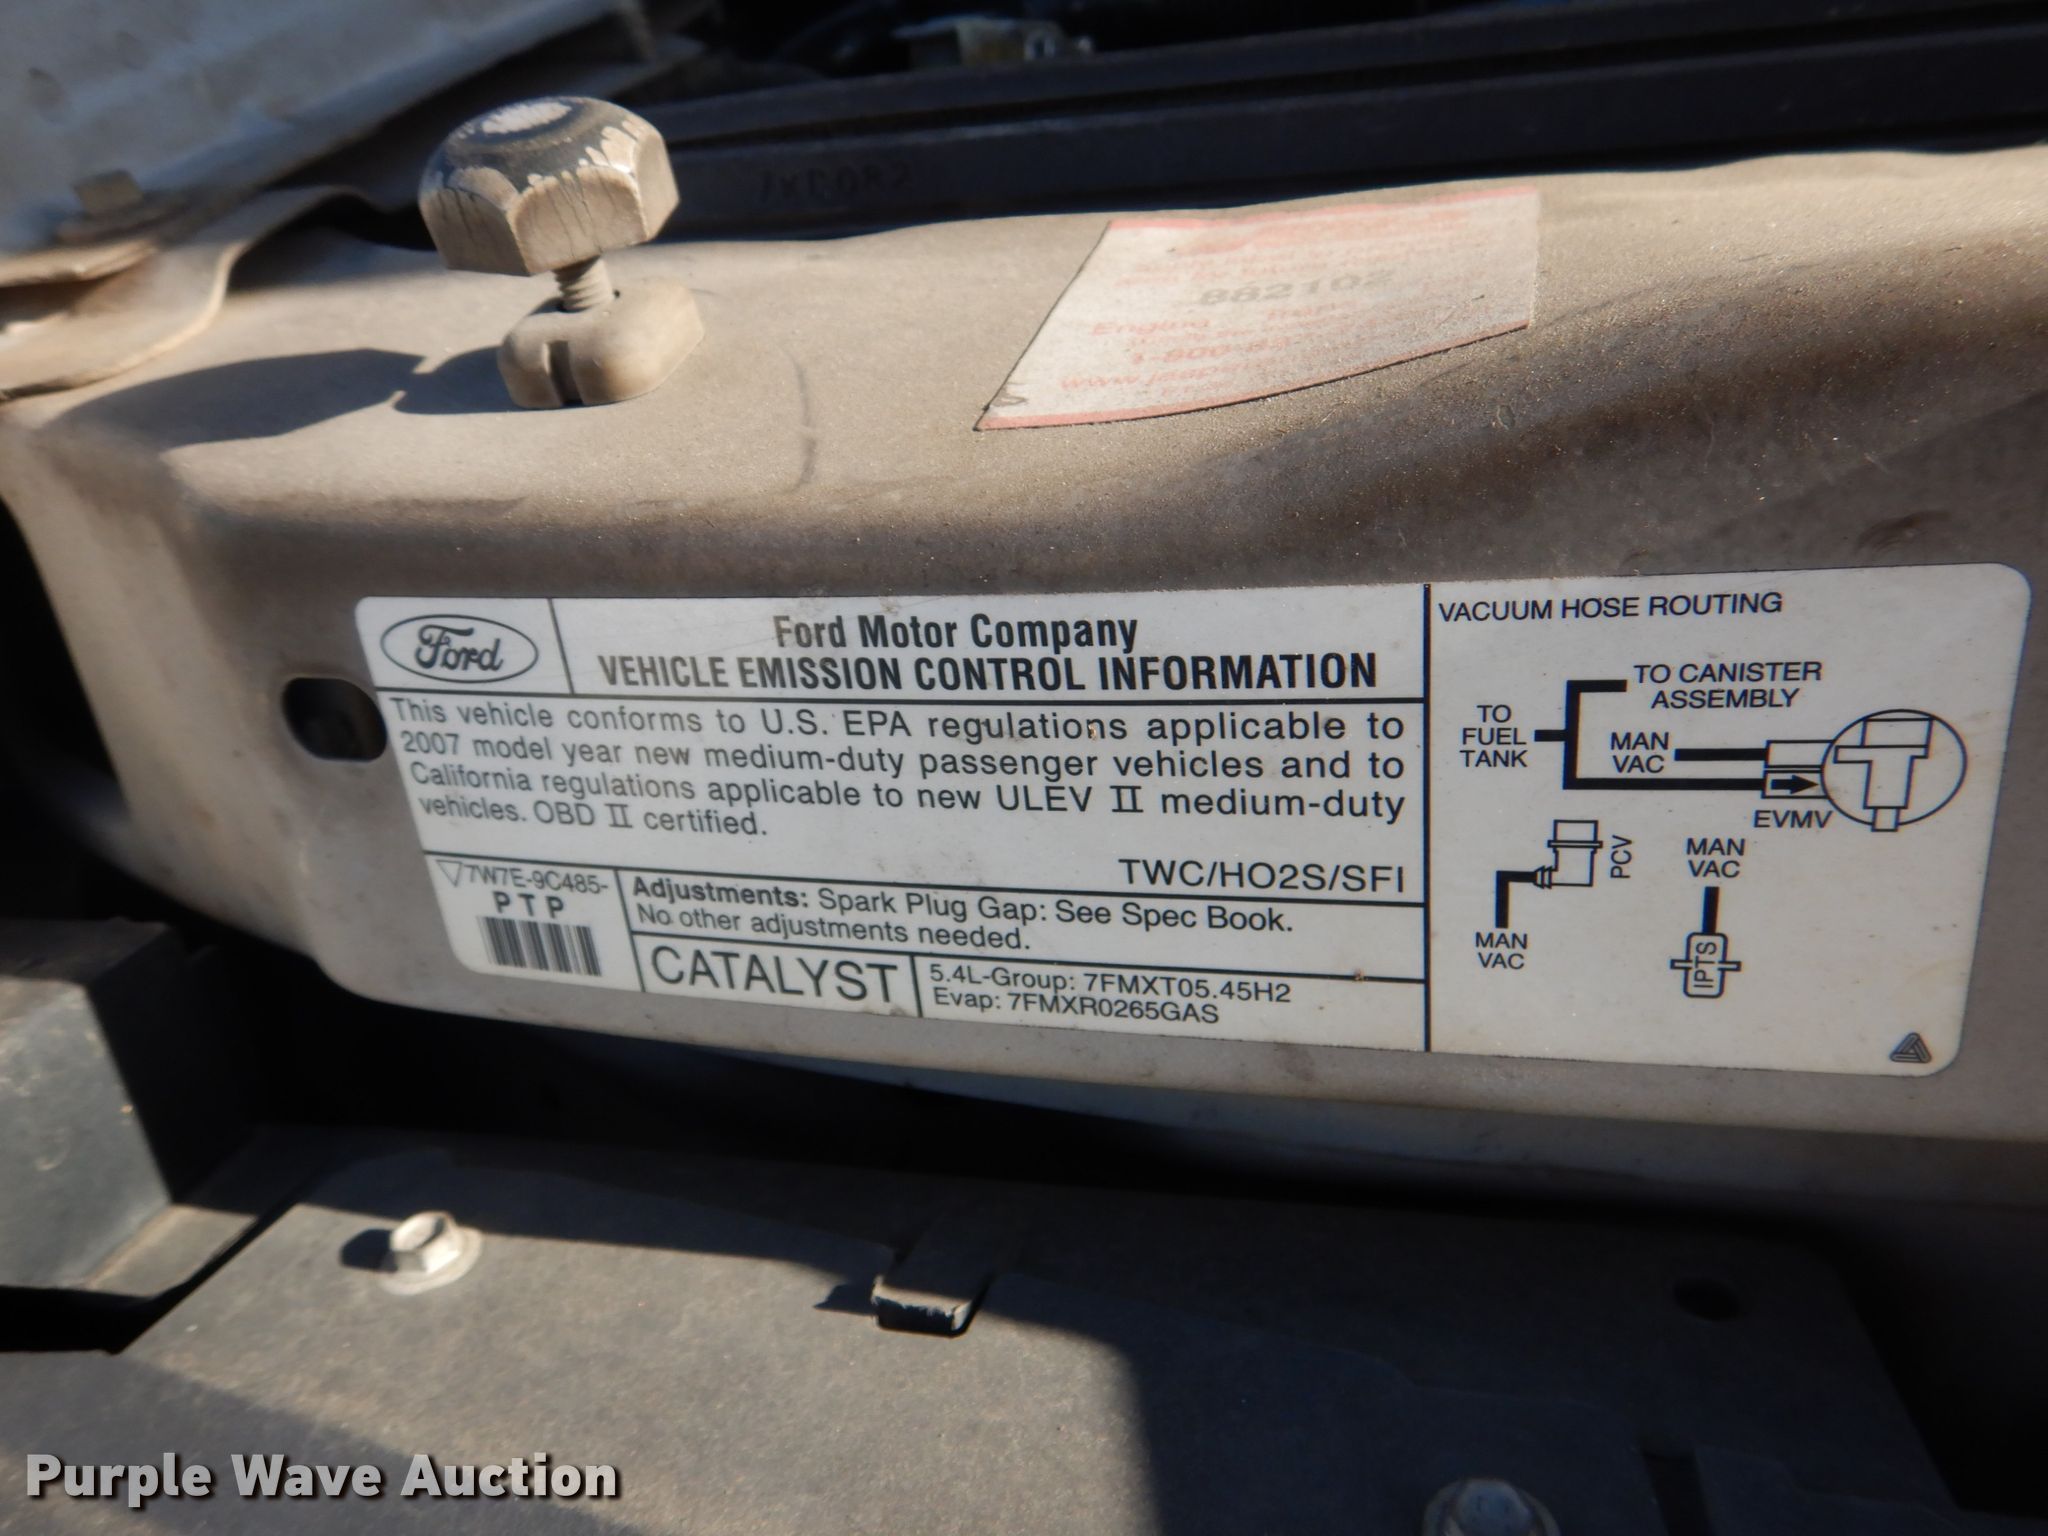 882102
Engine from
Ford
Ford Motor Company
VEHICLE EMISSION CONTROL INFORMATION
This vehicle conforms to U.S. EPA regulations applicable to
2007 model year new medium-duty passenger vehicles and to
California regulations applicable to new ULEV II medium-duty
vehicles. OBD II certified.
TWC/HO2S/SFI
7W7E-9C485-
PTP
Adjustments: Spark Plug Gap: See Spec Book.
No other adjustments needed.
CATALYST
5.4L-Group: 7FMXT05.45H2
Evap: 7FMXR0265GAS
VACUUM HOSE ROUTING
TO CANISTER
ASSEMBLY
TO
FUEL
TANK
MAN
VAC
EVMV
PCV
MAN
VAC
MAN
VAC
IPTS
Purple Wave Auction